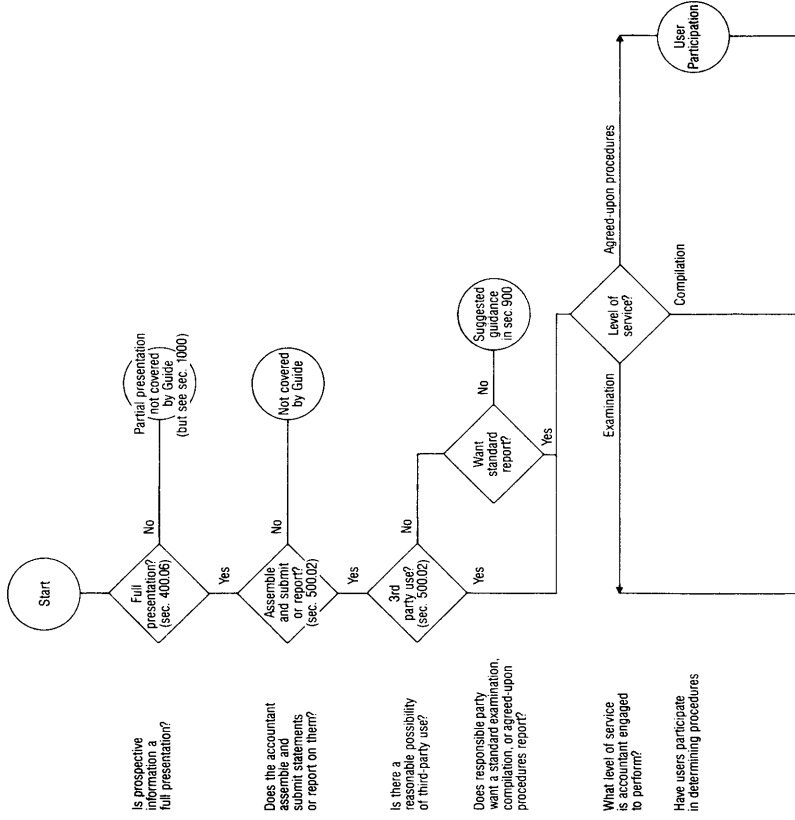 Start
Is prospective
information a
full presentation?
Full
presentation?
(sec. 400.06)
No
Partial presentation
not covered
by Guide
(but see sec. 1000)
Yes
Does the accountant
assemble and
submit statements
or report on them?
Assemble
and submit
or report?
(sec. 500.02)
No
Not covered
by Guide
Yes
Is there a
reasonable possibility
of third-party use?
3rd
party use?
(sec. 500.02)
No
Yes
Does responsible party
want a standard examination,
compilation, or agreed-upon
procedures report?
Want
standard
report?
No
Suggested
guidance
in sec. 900
Yes
What level of service
is accountant engaged
to perform?
Level of
service?
Examination
Agreed-upon procedures
Compilation
Have users participate
in determining procedures
User
Participation